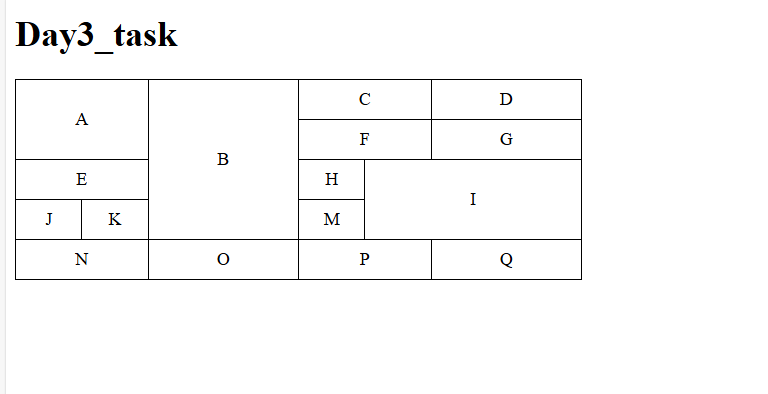 Day3_task
A B C D
F G
E H I
J K M
N O P Q